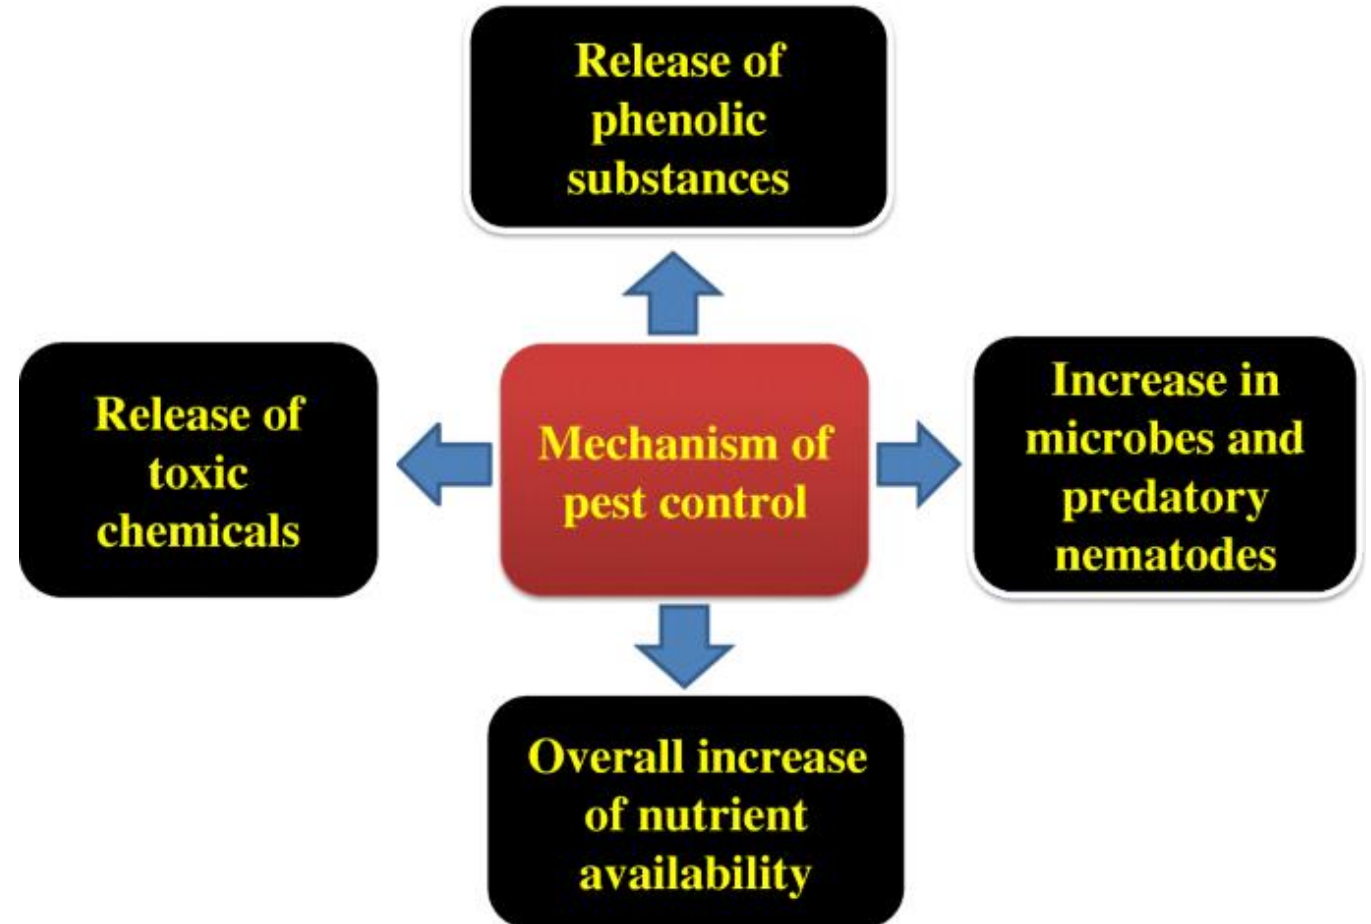 Release of
phenolic
substances
Release of
toxic
chemicals
Mechanism of
pest control
Increase in
microbes and
predatory
nematodes
Overall increase
of nutrient
availability